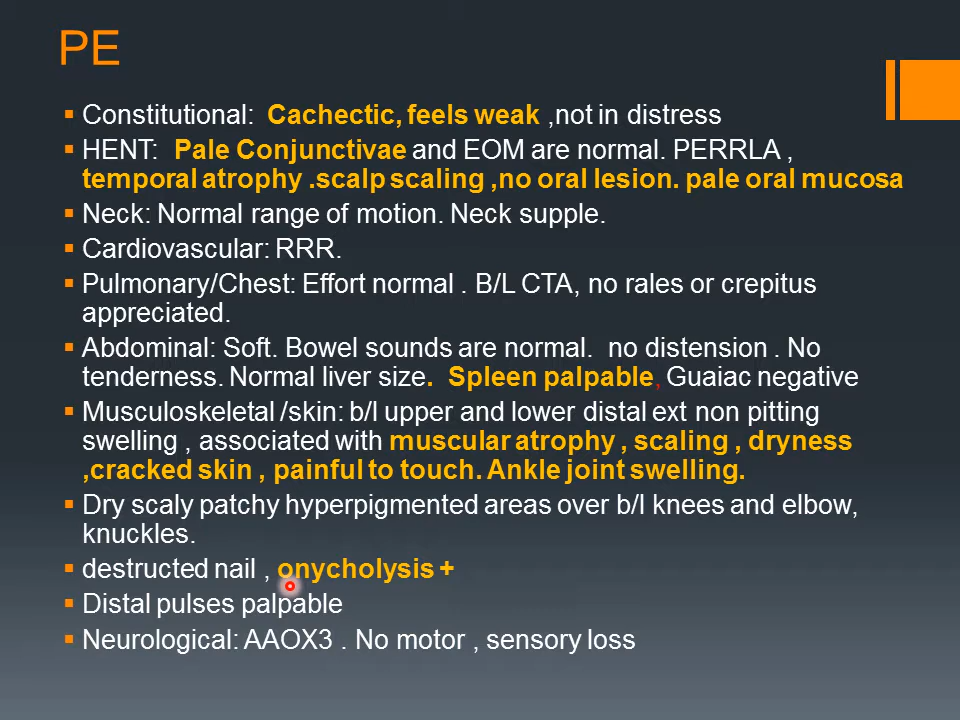 PE
Constitutional:  Cachectic, feels weak ,not in distress
HENT:  Pale Conjunctivae and EOM are normal. PERRLA ,
temporal atrophy .scalp scaling ,no oral lesion. pale oral mucosa
Neck: Normal range of motion. Neck supple.
Cardiovascular: RRR.
Pulmonary/Chest: Effort normal . B/L CTA, no rales or crepitus
appreciated.
Abdominal: Soft. Bowel sounds are normal.  no distension . No
tenderness. Normal liver size.  Spleen palpable, Guaiac negative
Musculoskeletal /skin: b/l upper and lower distal ext non pitting
swelling , associated with muscular atrophy , scaling , dryness
,cracked skin , painful to touch. Ankle joint swelling.
Dry scaly patchy hyperpigmented areas over b/l knees and elbow,
knuckles.
destructed nail , onycholysis +
Distal pulses palpable
Neurological: AAOX3 . No motor , sensory loss